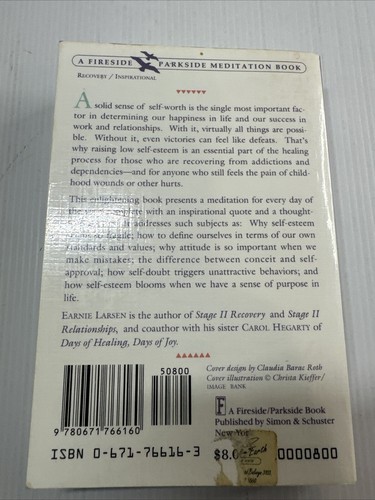 A FIRESIDE PARKSIDE MEDITATION BOOK
RECOVERY / INSPIRATIONAL
A solid sense of self-worth is the single most important fac-
tor in determining our happiness in life and our success in
work and relationships. With it, virtually all things are possi-
ble. Without it, even victories can feel like defeats. That's
why raising low self-esteem is an essential part of the healing
process for those who are recovering from addictions and
dependencies—and for anyone who still feels the pain of child-
hood wounds or other hurts.
This enlightening book presents a meditation for every day of
the with an inspirational quote and a thought-
addresses such subjects as: Why self-esteem
how to define ourselves in terms of our own
standards and values; why attitude is so important when we
make mistakes; the difference between conceit and self-
approval; how self-doubt triggers unattractive behaviors; and
how self-esteem blooms when we have a sense of purpose in
life.
EARNIE LARSEN is the author of Stage II Recovery and Stage II
Relationships, and coauthor with his sister CAROL HEGARTY of
Days of Healing, Days of Joy.
50800
9 780671 766160
ISBN 0-671-76616-3
Cover design by Claudia Barac Roth
Cover illustration © Christa Kieffer/
IMAGE BANK
F A Fireside/Parkside Book
Published by Simon & Schuster
New York
$8.0 0000800